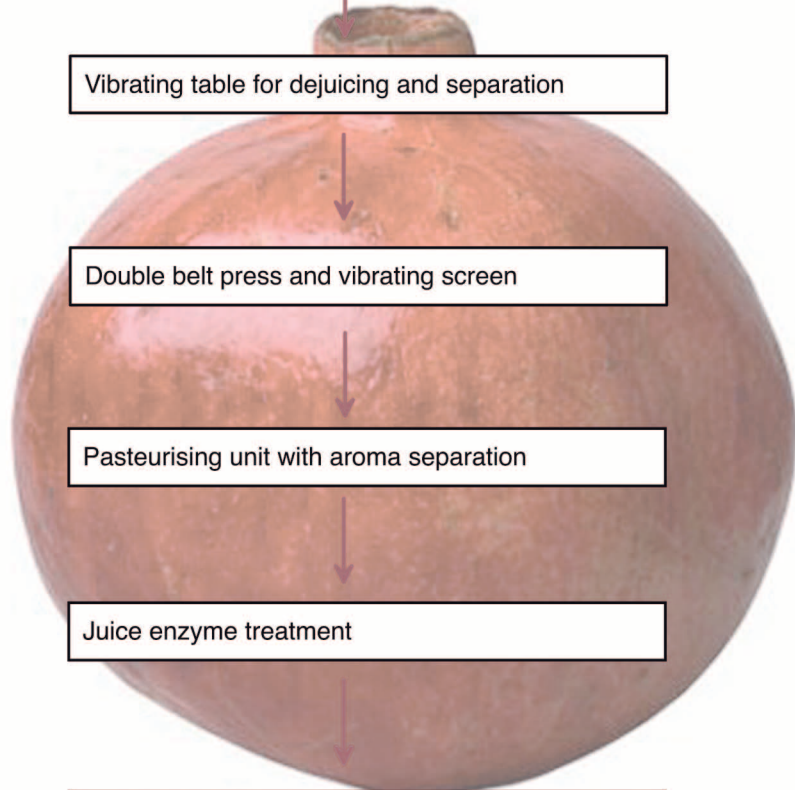 Vibrating table for dejuicing and separation
Double belt press and vibrating screen
Pasteurising unit with aroma separation
Juice enzyme treatment